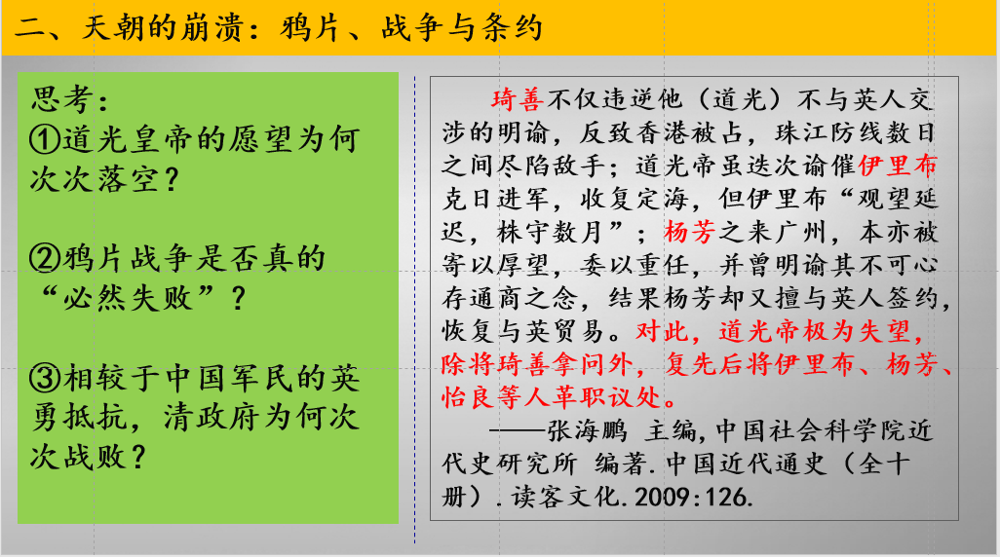 二、天朝的崩溃：鸦片、战争与条约
思考：
①道光皇帝的愿望为何
次次落空？
②鸦片战争是否真的
“必然失败”？
③相较于中国军民的英
勇抵抗，清政府为何次
次战败？
琦善不仅违逆他（道光）不与英人交
涉的明谕，反致香港被占，珠江防线数日
之间尽陷敌手；道光帝虽迭次谕催伊里布
克日进军，收复定海，但伊里布“观望延
迟，株守数月”；杨芳之来广州，本亦被
寄以厚望，委以重任，并曾明谕其不可心
存通商之念，结果杨芳却又擅与英人签约，
恢复与英贸易。对此，道光帝极为失望，
除将琦善拿问外，复先后将伊里布、杨芳、
怡良等人革职议处。
——张海鹏 主编,中国社会科学院近
代史研究所 编著.中国近代通史（全十
册）.读客文化.2009:126.